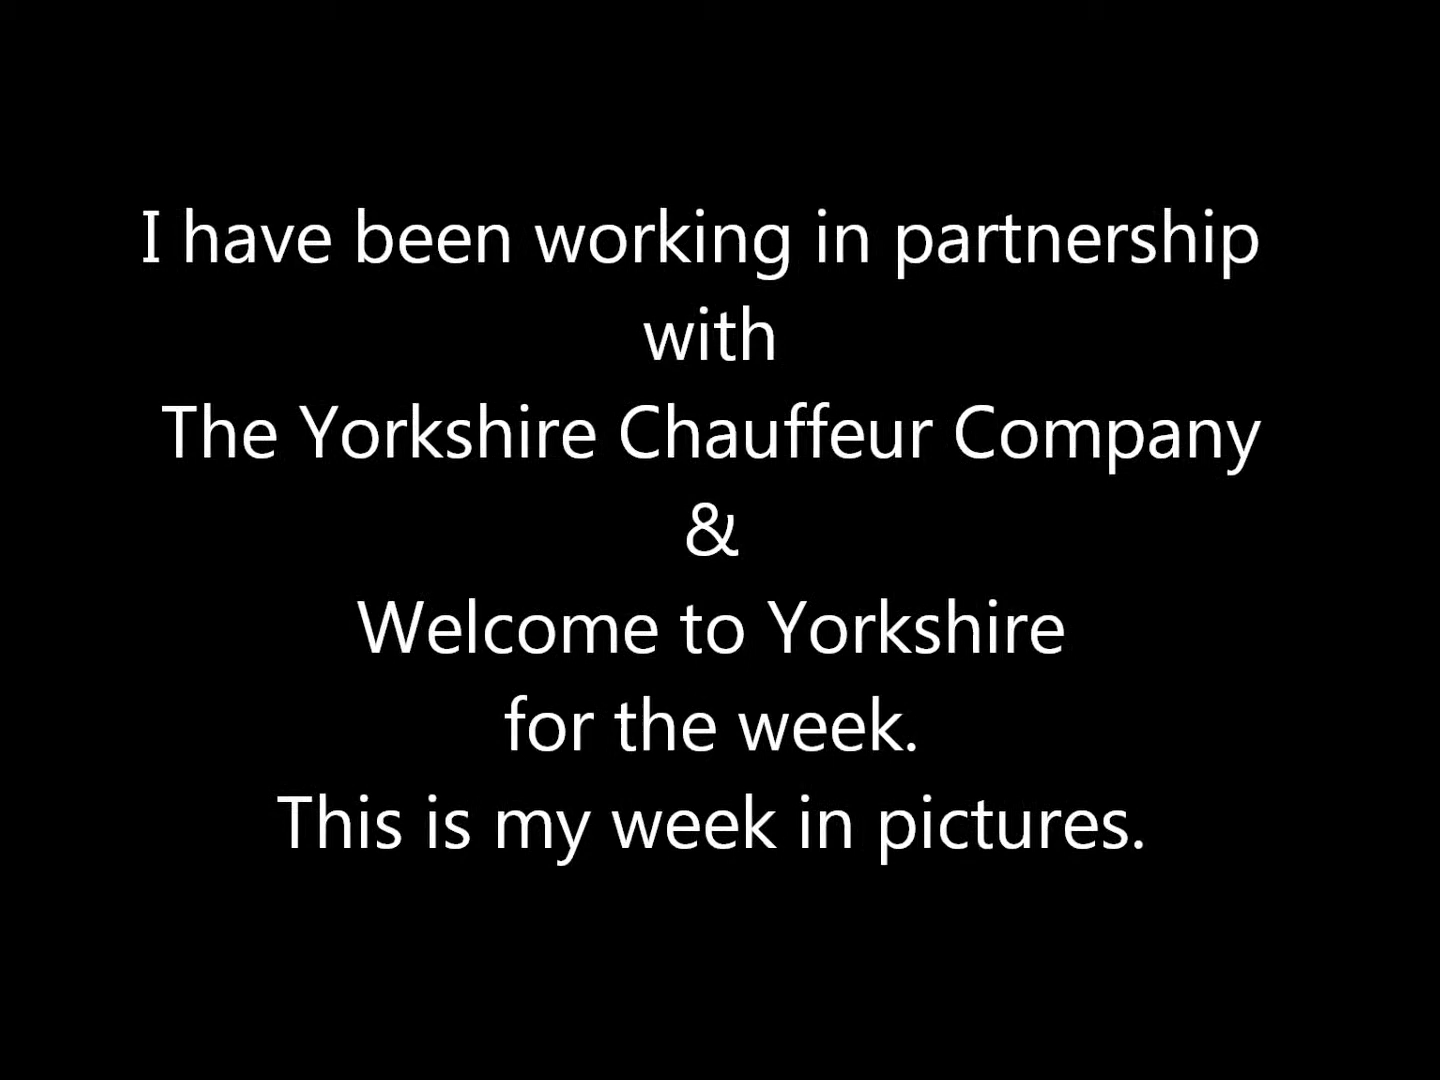 I have been working in partnership
with
The Yorkshire Chauffeur Company
&
Welcome to Yorkshire
for the week.
This is my week in pictures.